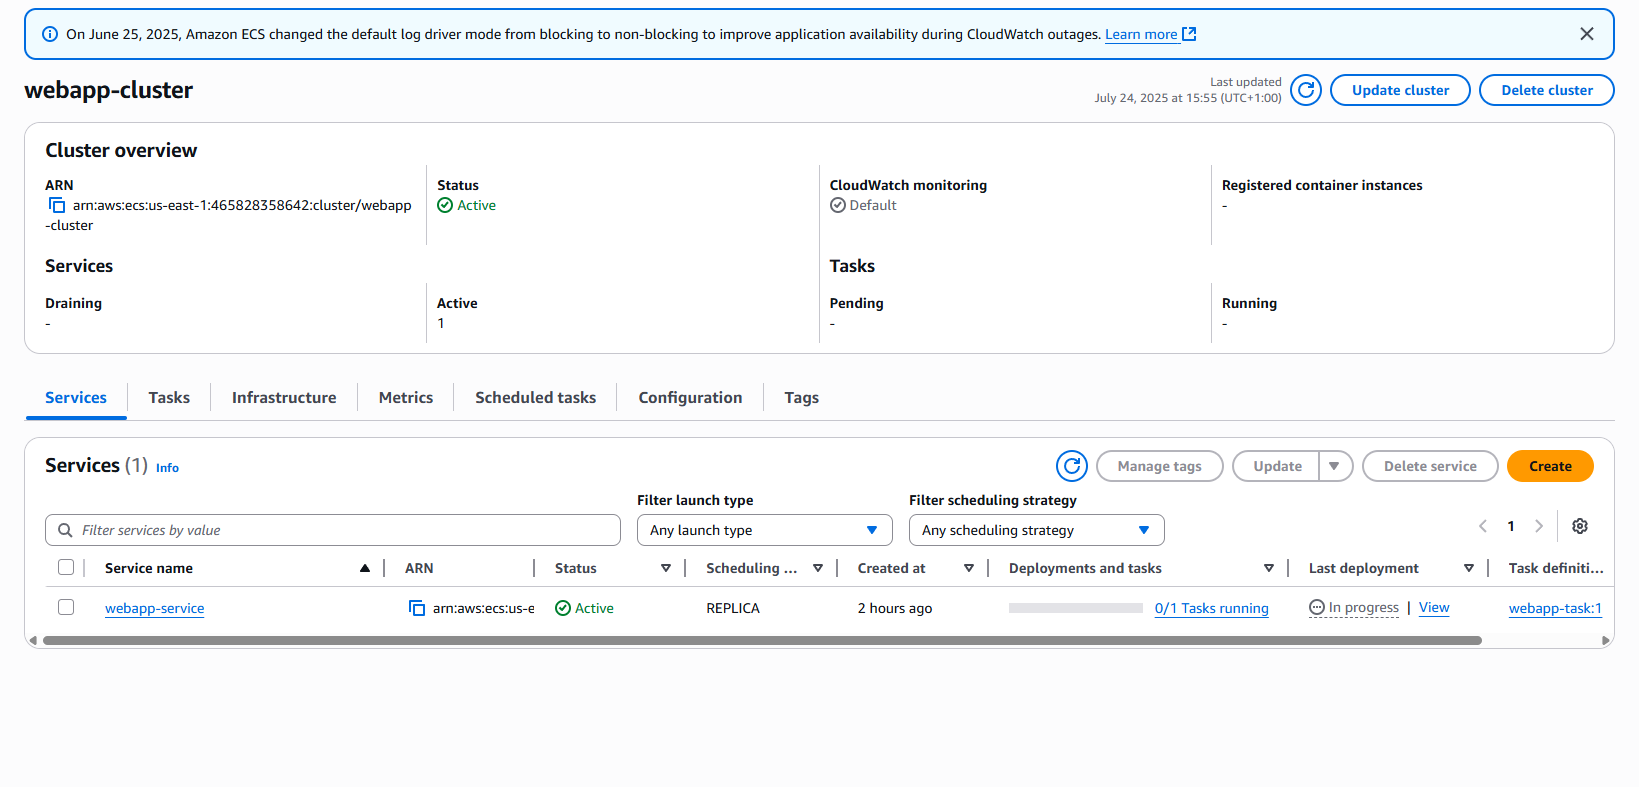 On June 25, 2025, Amazon ECS changed the default log driver mode from blocking to non-blocking to improve application availability during CloudWatch outages. Learn more
webapp-cluster
Last updated
July 24, 2025 at 15:55 (UTC+1:00)
Update cluster
Delete cluster
Cluster overview
ARN
arn:aws:ecs:us-east-1:465828358642:cluster/webapp
-cluster
Status
Active
CloudWatch monitoring
Default
Registered container instances
-
Services
Tasks
Draining
-
Active
1
Pending
-
Running
-
Services Tasks Infrastructure Metrics Scheduled tasks Configuration Tags
Services (1) Info
Manage tags Update Delete service Create
Filter launch type
Filter scheduling strategy
Filter services by value
Any launch type
Any scheduling strategy
1
Service name ARN Status Scheduling ... Created at Deployments and tasks Last deployment Task definiti...
webapp-service arn:aws:ecs:us-e Active REPLICA 2 hours ago 0/1 Tasks running In progress | View webapp-task:1